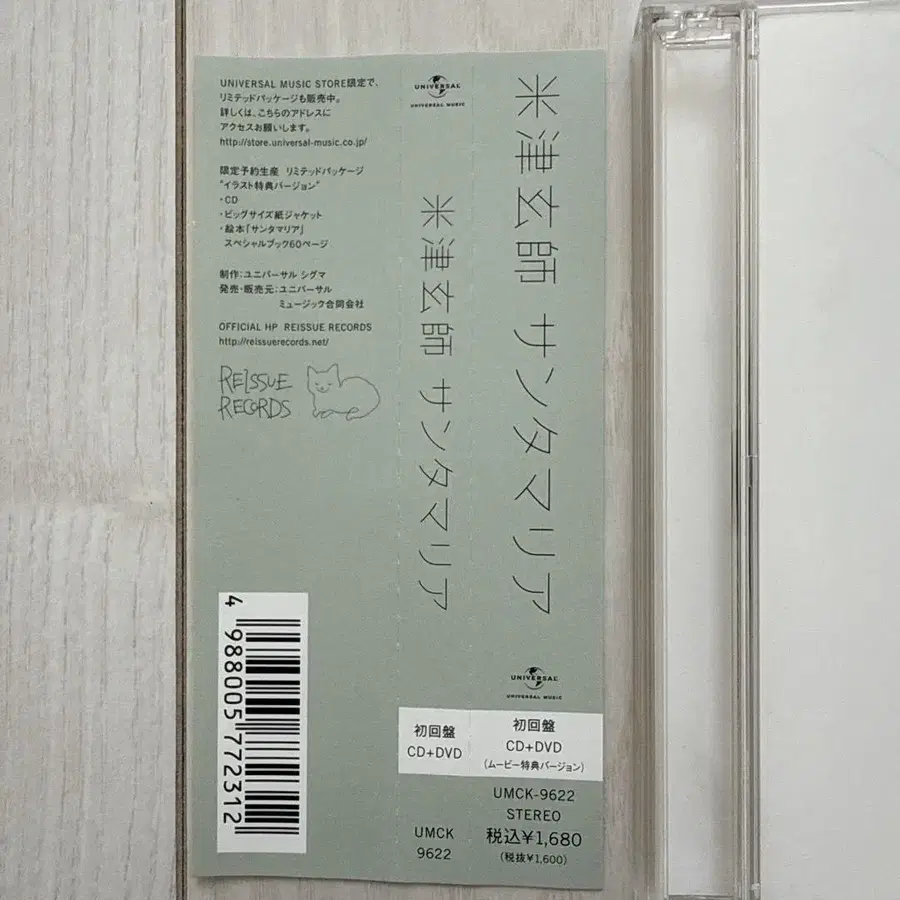 UNIVERSAL MUSIC STORE限定で、
リミテッドパッケージも販売中。
詳しくは、こちらのアドレスに
アクセスお願いします。
http://store.universal-music.co.jp/
限定予約生産 リミテッドパッケージ
"イラスト特典バージョン"
・CD
・ビッグサイズ紙ジャケット
・絵本「サンタマリア」
スペシャルブック60ページ
制作：ユニバーサル シグマ
発売・販売元：ユニバーサル
ミュージック合同会社
OFFICIAL HP REISSUE RECORDS
http://reissuerecords.net/
REISSUE
RECORDS
4 988005 772312
UNIVERSAL
UNIVERSAL MUSIC
米津玄師 サンタマリア
初回盤
CD+DVD
UMCK
9622
米津玄師 サンタマリア
UNIVERSAL
UNIVERSAL MUSIC
初回盤
CD+DVD
(ムービー特典バージョン)
UMCK-9622
STEREO
税込¥1,680
(税抜¥1,600)